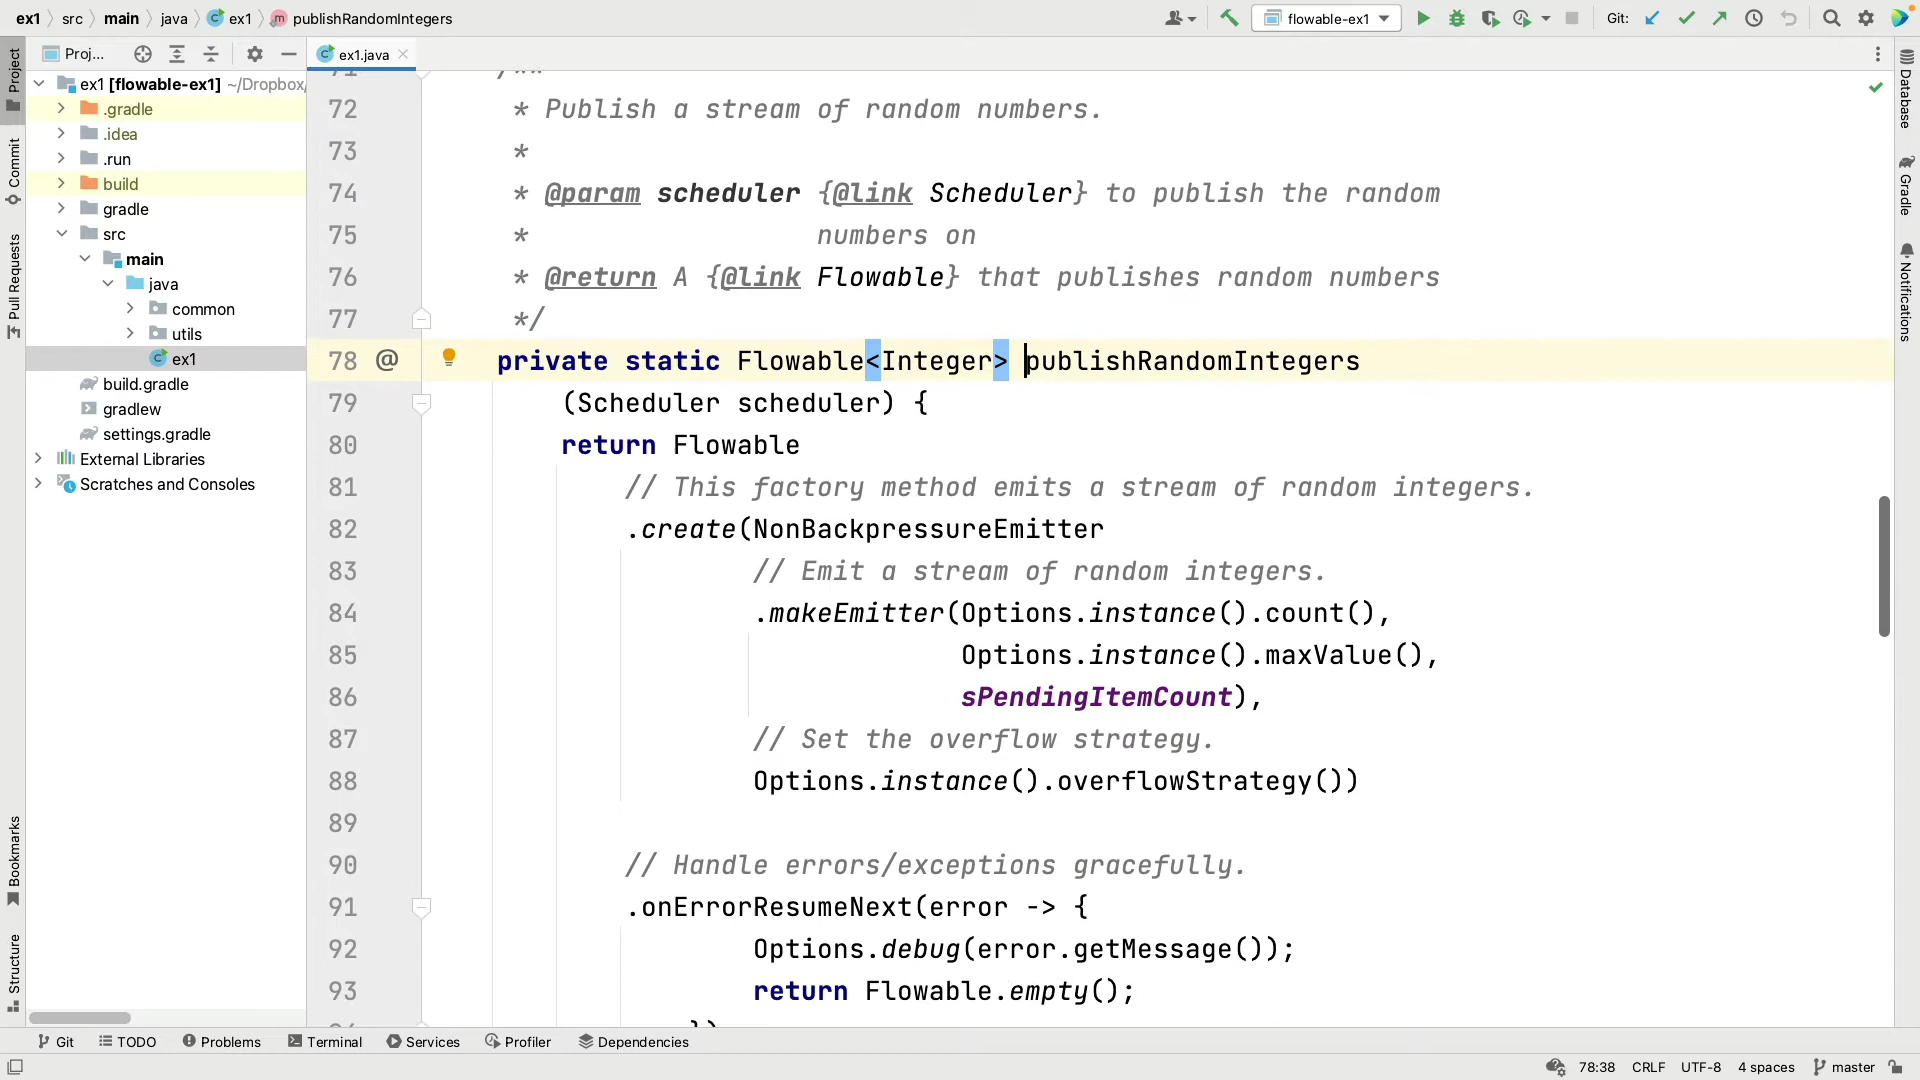 ex1 src main java ex1 publishRandomIntegers flowable-ex1 Git:
Project
Commit
Pull Requests
Bookmarks
Structure
Proj...
ex1 [flowable-ex1] ~/Dropbox/
.gradle
.idea
.run
build
gradle
src
main
java
common
utils
ex1
build.gradle
gradlew
settings.gradle
External Libraries
Scratches and Consoles
ex1.java
71 /**
72 * Publish a stream of random numbers.
73 *
74 * @param scheduler {@link Scheduler} to publish the random
75 * numbers on
76 * @return A {@link Flowable} that publishes random numbers
77 */
78 @ private static Flowable<Integer> publishRandomIntegers
79 (Scheduler scheduler) {
80 return Flowable
81 // This factory method emits a stream of random integers.
82 .create(NonBackpressureEmitter
83 // Emit a stream of random integers.
84 .makeEmitter(Options.instance().count(),
85 Options.instance().maxValue(),
86 sPendingItemCount),
87 // Set the overflow strategy.
88 Options.instance().overflowStrategy())
89
90 // Handle errors/exceptions gracefully.
91 .onErrorResumeNext(error -> {
92 Options.debug(error.getMessage());
93 return Flowable.empty();
})
Database
Gradle
Notifications
Git TODO Problems Terminal Services Profiler Dependencies
78:38 CRLF UTF-8 4 spaces master